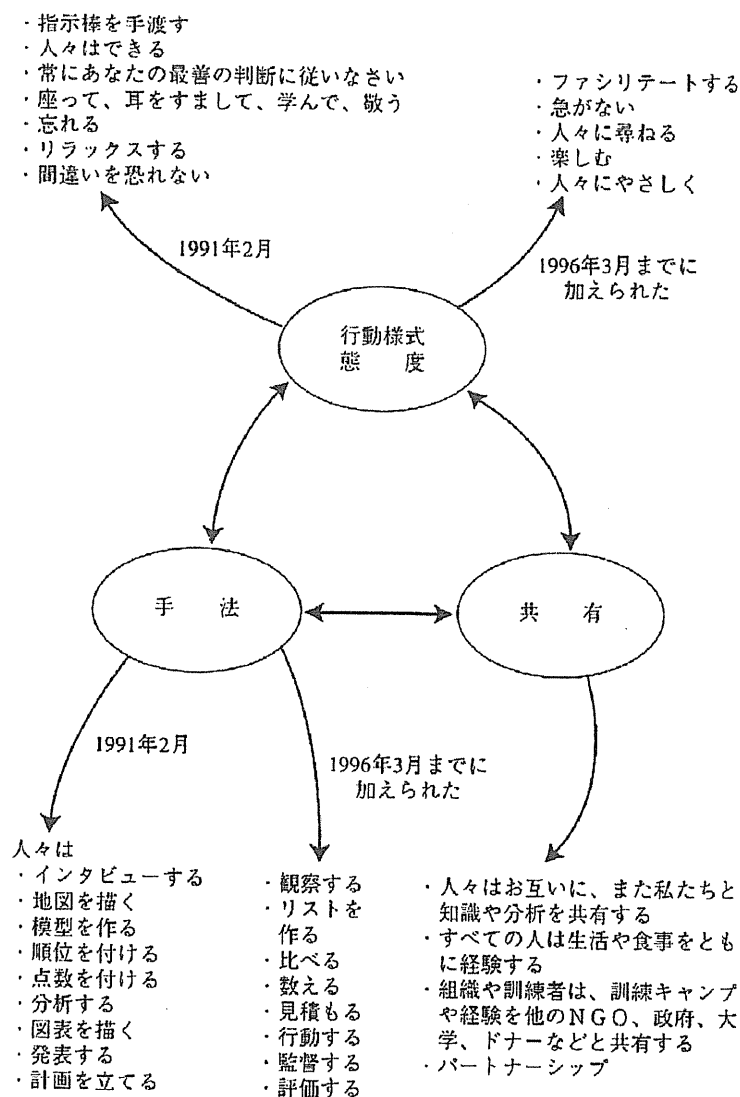 ・指示棒を手渡す
・人々はできる
・常にあなたの最善の判断に従いなさい
・座って、耳をすまして、学んで、敬う
・忘れる
・リラックスする
・間違いを恐れない
・ファシリテートする
・急がない
・人々に尋ねる
・楽しむ
・人々にやさしく
1991年2月
1996年3月までに
加えられた
行動様式
態　度
手　法
共　有
1991年2月
1996年3月までに
加えられた
人々は
・インタビューする
・地図を描く
・模型を作る
・順位を付ける
・点数を付ける
・分析する
・図表を描く
・発表する
・計画を立てる
・観察する
・リストを
作る
・比べる
・数える
・見積もる
・行動する
・監督する
・評価する
・人々はお互いに、また私たちと
知識や分析を共有する
・すべての人は生活や食事をとも
に経験する
・組織や訓練者は、訓練キャンプ
や経験を他のNGO、政府、大
学、ドナーなどと共有する
・パートナーシップ